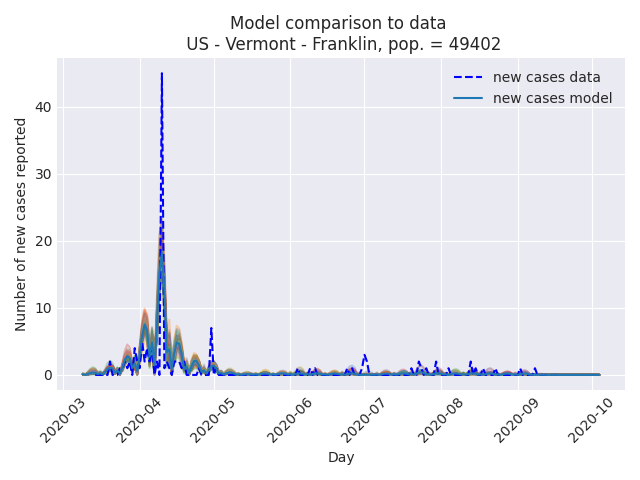 Model comparison to data
US - Vermont - Franklin, pop. = 49402
new cases data
new cases model
Number of new cases reported
40
30
20
10
0
2020-03
2020-04
2020-05
2020-06
2020-07
2020-08
2020-09
2020-10
Day